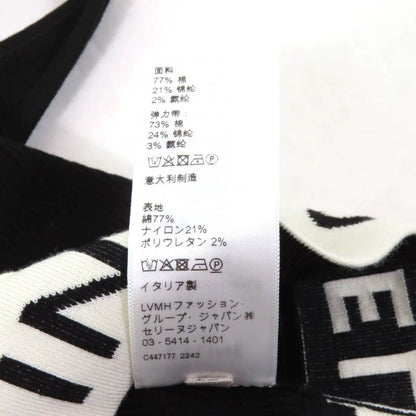 面料
77% 棉
21% 锦纶
2% 氨纶
弹力带:
73% 棉
24% 锦纶
3% 氨纶
意大利制造
表地
綿77%
ナイロン21%
ポリウレタン 2%
イタリア製
LVMHファッション・
グループ・ジャパン㈱
セリーヌジャパン
03 - 5414 - 1401
C447177 2242